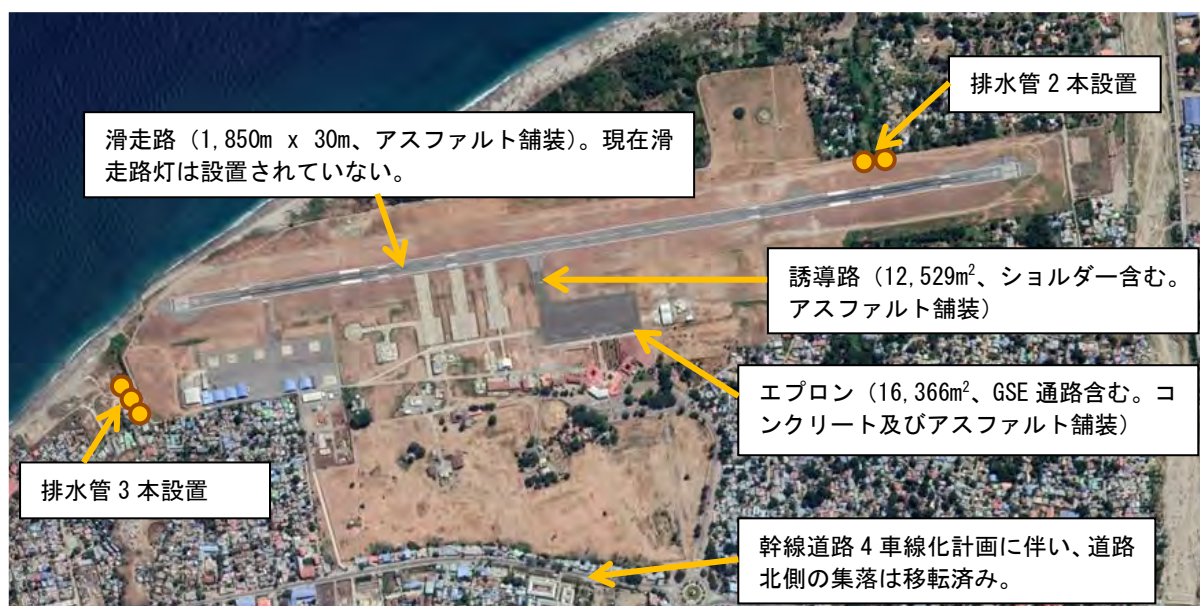 排水管 2 本設置
滑走路（1,850m x 30m、アスファルト舗装）。現在滑
走路灯は設置されていない。
誘導路（12,529m²、ショルダー含む。
アスファルト舗装）
エプロン（16,366m²、GSE 通路含む。コ
ンクリート及びアスファルト舗装）
排水管 3 本設置
幹線道路 4 車線化計画に伴い、道路
北側の集落は移転済み。